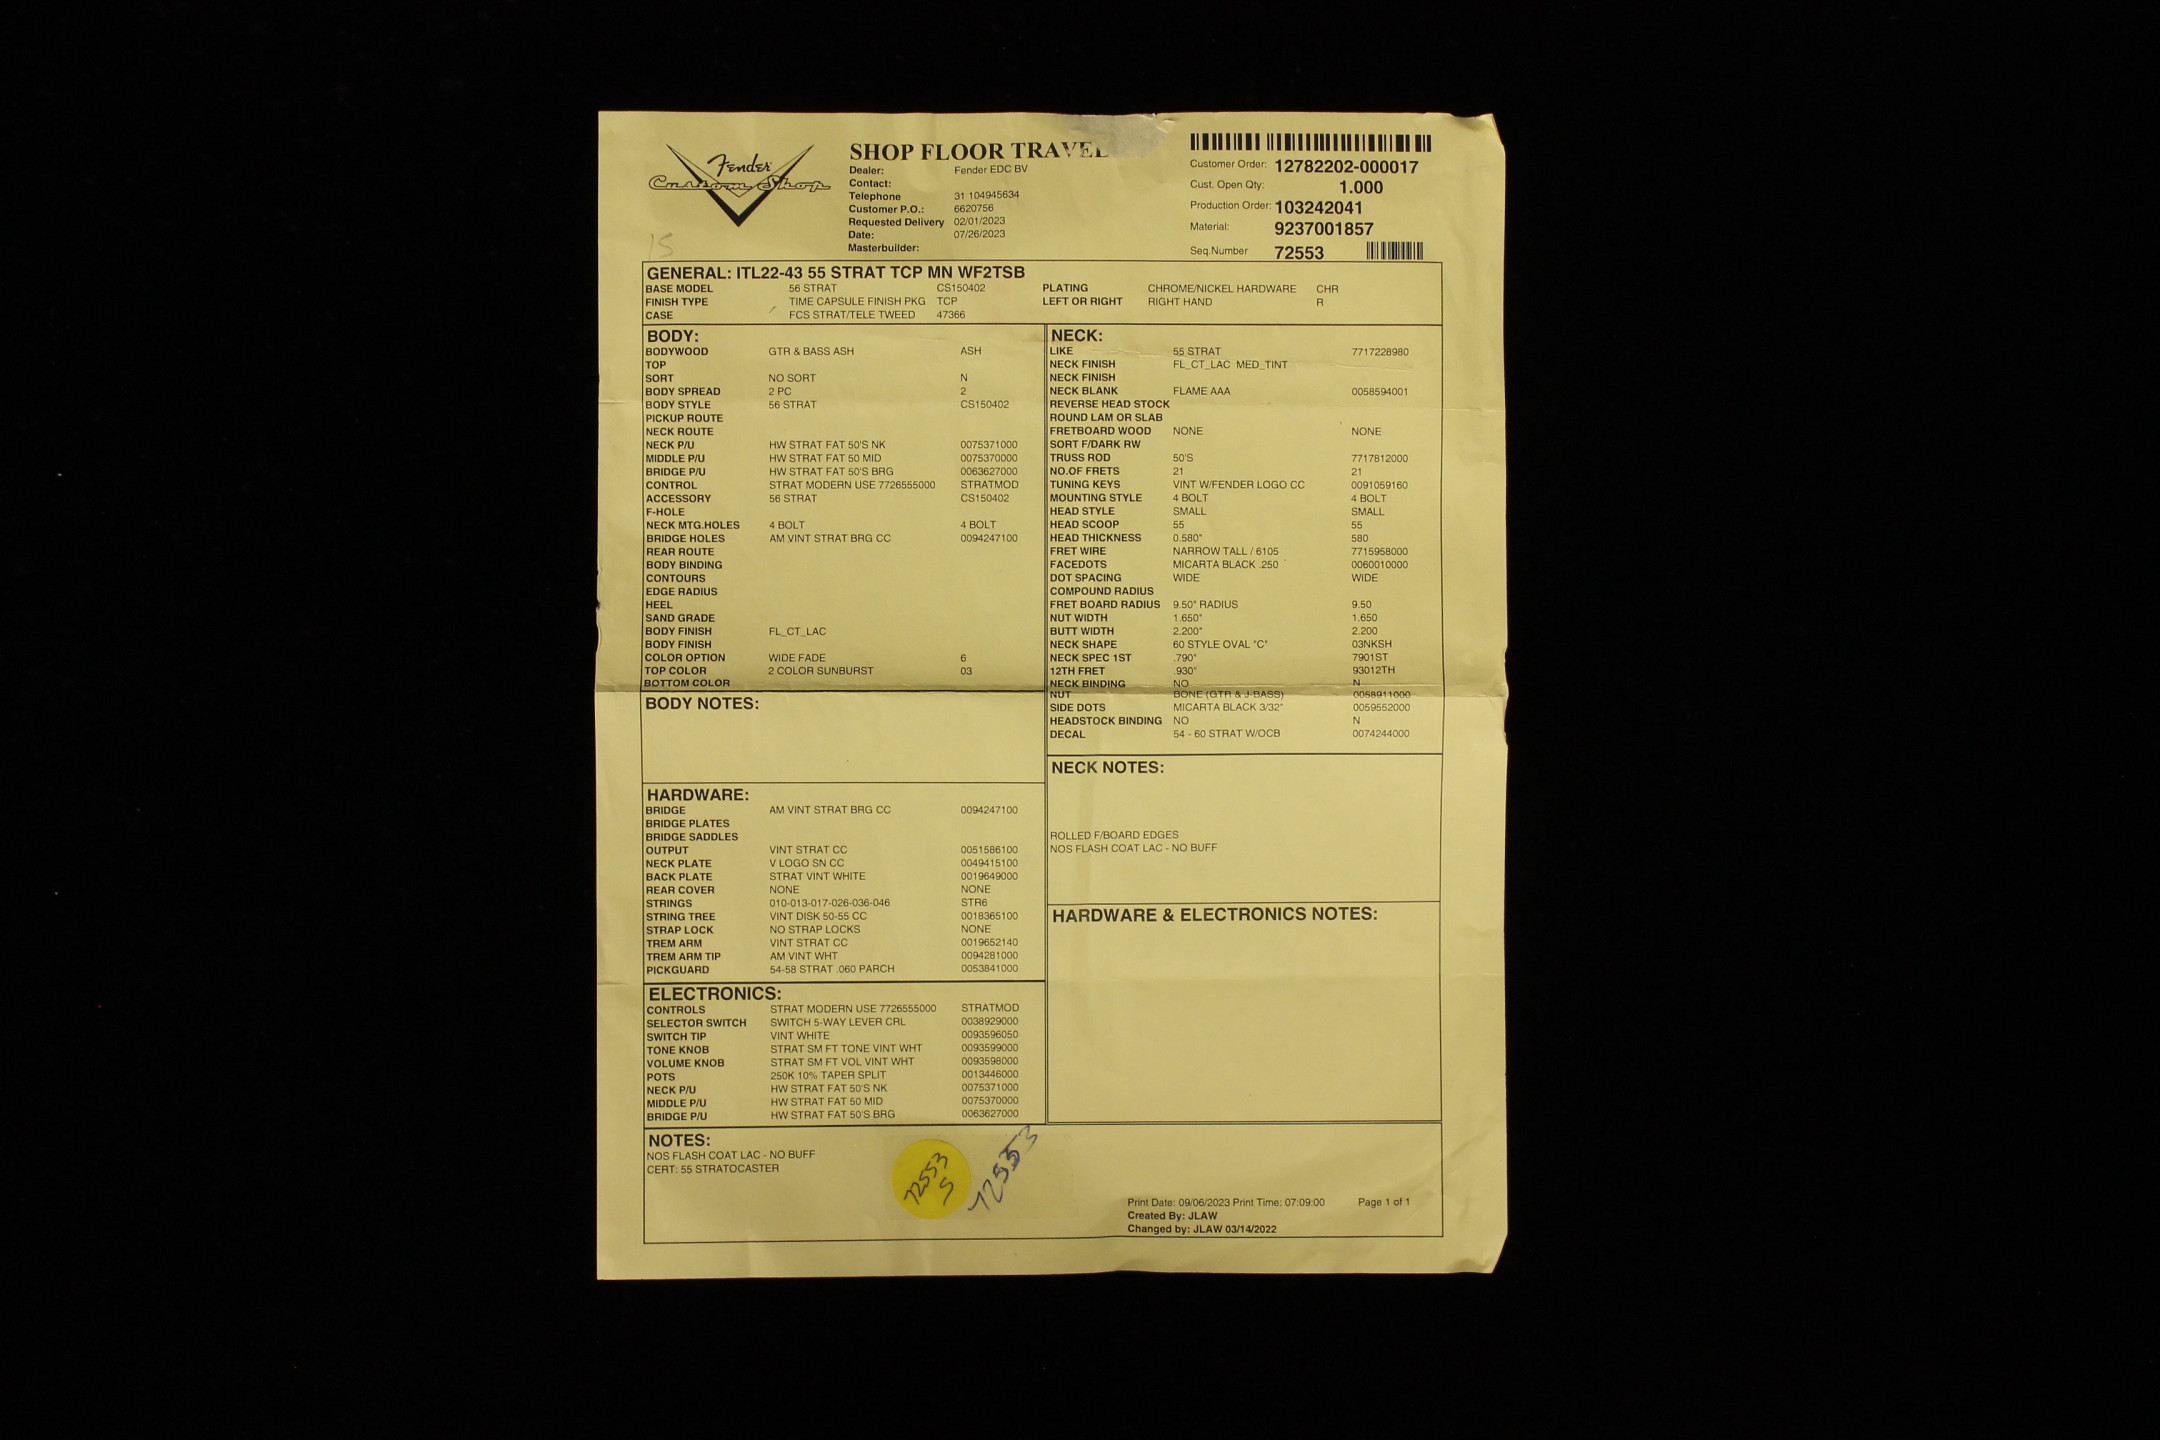 Fender
Custom Shop
15
SHOP FLOOR TRAVEL
Dealer: Fender EDC BV
Contact:
Telephone 31 104945634
Customer P.O.: 6620756
Requested Delivery 02/01/2023
Date: 07/26/2023
Masterbuilder:
Customer Order: 12782202-000017
Cust. Open Qty: 1.000
Production Order: 103242041
Material: 9237001857
Seq.Number 72553
GENERAL: ITL22-43 55 STRAT TCP MN WF2TSB
BASE MODEL 56 STRAT CS150402 PLATING CHROME/NICKEL HARDWARE CHR
FINISH TYPE TIME CAPSULE FINISH PKG TCP LEFT OR RIGHT RIGHT HAND R
CASE FCS STRAT/TELE TWEED 47366
BODY:
BODYWOOD GTR & BASS ASH ASH
TOP
SORT NO SORT N
BODY SPREAD 2 PC 2
BODY STYLE 56 STRAT CS150402
PICKUP ROUTE
NECK ROUTE
NECK P/U HW STRAT FAT 50'S NK 0075371000
MIDDLE P/U HW STRAT FAT 50 MID 0075370000
BRIDGE P/U HW STRAT FAT 50'S BRG 0063627000
CONTROL STRAT MODERN USE 7726555000 STRATMOD
ACCESSORY 56 STRAT CS150402
F-HOLE
NECK MTG.HOLES 4 BOLT 4 BOLT
BRIDGE HOLES AM VINT STRAT BRG CC 0094247100
REAR ROUTE
BODY BINDING
CONTOURS
EDGE RADIUS
HEEL
SAND GRADE
BODY FINISH FL_CT_LAC
BODY FINISH
COLOR OPTION WIDE FADE 6
TOP COLOR 2 COLOR SUNBURST 03
BOTTOM COLOR
BODY NOTES:
HARDWARE:
BRIDGE AM VINT STRAT BRG CC 0094247100
BRIDGE PLATES
BRIDGE SADDLES
OUTPUT VINT STRAT CC 0051586100
NECK PLATE V LOGO SN CC 0049415100
BACK PLATE STRAT VINT WHITE 0019649000
REAR COVER NONE NONE
STRINGS 010-013-017-026-036-046 STR6
STRING TREE VINT DISK 50-55 CC 0018365100
STRAP LOCK NO STRAP LOCKS NONE
TREM ARM VINT STRAT CC 0019652140
TREM ARM TIP AM VINT WHT 0094281000
PICKGUARD 54-58 STRAT .060 PARCH 0053841000
ELECTRONICS:
CONTROLS STRAT MODERN USE 7726555000 STRATMOD
SELECTOR SWITCH SWITCH 5-WAY LEVER CRL 0038929000
SWITCH TIP VINT WHITE 0093596050
TONE KNOB STRAT SM FT TONE VINT WHT 0093599000
VOLUME KNOB STRAT SM FT VOL VINT WHT 0093598000
POTS 250K 10% TAPER SPLIT 0013446000
NECK P/U HW STRAT FAT 50'S NK 0075371000
MIDDLE P/U HW STRAT FAT 50 MID 0075370000
BRIDGE P/U HW STRAT FAT 50'S BRG 0063627000
NECK:
LIKE 55 STRAT 7717228980
NECK FINISH FL_CT_LAC MED_TINT
NECK FINISH
NECK BLANK FLAME AAA 0058594001
REVERSE HEAD STOCK
ROUND LAM OR SLAB
FRETBOARD WOOD NONE NONE
SORT F/DARK RW
TRUSS ROD 50'S 7717812000
NO.OF FRETS 21 21
TUNING KEYS VINT W/FENDER LOGO CC 0091059160
MOUNTING STYLE 4 BOLT 4 BOLT
HEAD STYLE SMALL SMALL
HEAD SCOOP 55 55
HEAD THICKNESS 0.580" 580
FRET WIRE NARROW TALL / 6105 7715958000
FACEDOTS MICARTA BLACK .250 0060010000
DOT SPACING WIDE WIDE
COMPOUND RADIUS
FRET BOARD RADIUS 9.50" RADIUS 9.50
NUT WIDTH 1.650" 1.650
BUTT WIDTH 2.200" 2.200
NECK SHAPE 60 STYLE OVAL "C" 03NKSH
NECK SPEC 1ST .790" 7901ST
12TH FRET .930" 93012TH
NECK BINDING NO N
NUT BONE (GTR & J-BASS) 0058911000
SIDE DOTS MICARTA BLACK 3/32" 0059552000
HEADSTOCK BINDING NO N
DECAL 54 - 60 STRAT W/OCB 0074244000
NECK NOTES:
ROLLED F/BOARD EDGES
NOS FLASH COAT LAC - NO BUFF
HARDWARE & ELECTRONICS NOTES:
NOTES:
NOS FLASH COAT LAC - NO BUFF
CERT: 55 STRATOCASTER
72553
S
72553
Print Date: 09/06/2023 Print Time: 07:09:00 Page 1 of 1
Created By: JLAW
Changed by: JLAW 03/14/2022